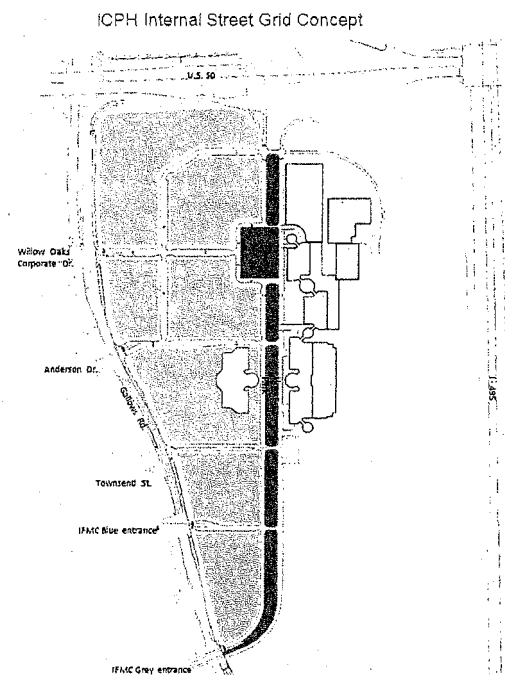 ICPH Internal Street Grid Concept
U.S. 50
Willow Oaks
Corporate Dr.
Anderson Dr.
Gallows Rd.
I-495
Townsend St.
IFMC Blue entrance
IFMC Grey entrance